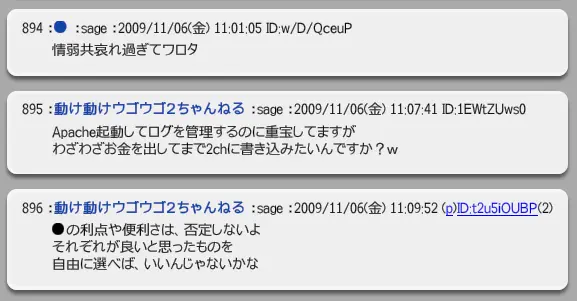 894 :● :sage :2009/11/06(金) 11:01:05 ID:w/D/QceuP
情弱共哀れ過ぎてワロタ
895 :動け動けウゴウゴ2ちゃんねる :sage :2009/11/06(金) 11:07:41 ID:1EWtZUws0
Apache起動してログを管理するのに重宝してますが
わざわざお金を出してまで2chに書き込みたいんですか?w
896 :動け動けウゴウゴ2ちゃんねる :sage :2009/11/06(金) 11:09:52 (p)ID:t2u5iOUBP(2)
●の利点や便利さは、否定しないよ
それぞれが良いと思ったものを
自由に選べば、いいんじゃないかな